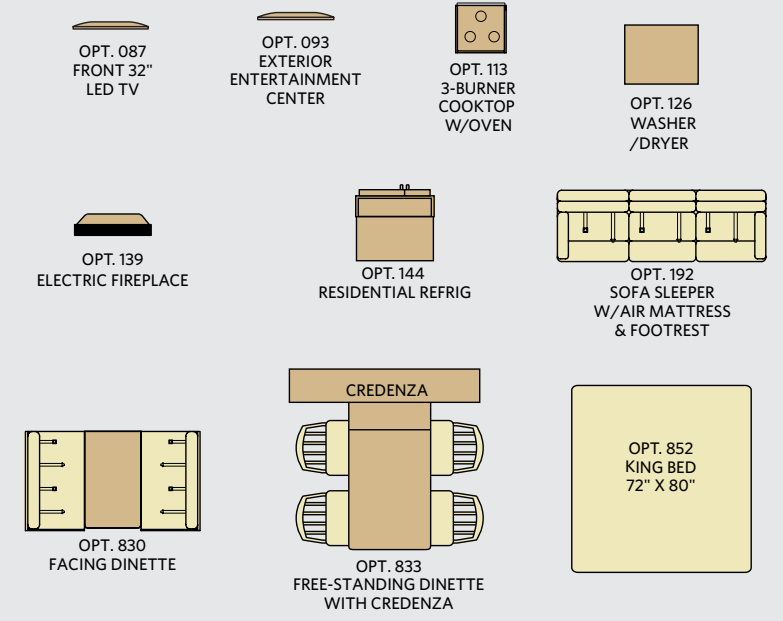 OPT. 087
FRONT 32"
LED TV
OPT. 093
EXTERIOR
ENTERTAINMENT
CENTER
OPT. 113
3-BURNER
COOKTOP
W/OVEN
OPT. 126
WASHER
/DRYER
OPT. 139
ELECTRIC FIREPLACE
OPT. 144
RESIDENTIAL REFRIG
OPT. 192
SOFA SLEEPER
W/AIR MATTRESS
& FOOTREST
OPT. 830
FACING DINETTE
CREDENZA
OPT. 833
FREE-STANDING DINETTE
WITH CREDENZA
OPT. 852
KING BED
72" X 80"